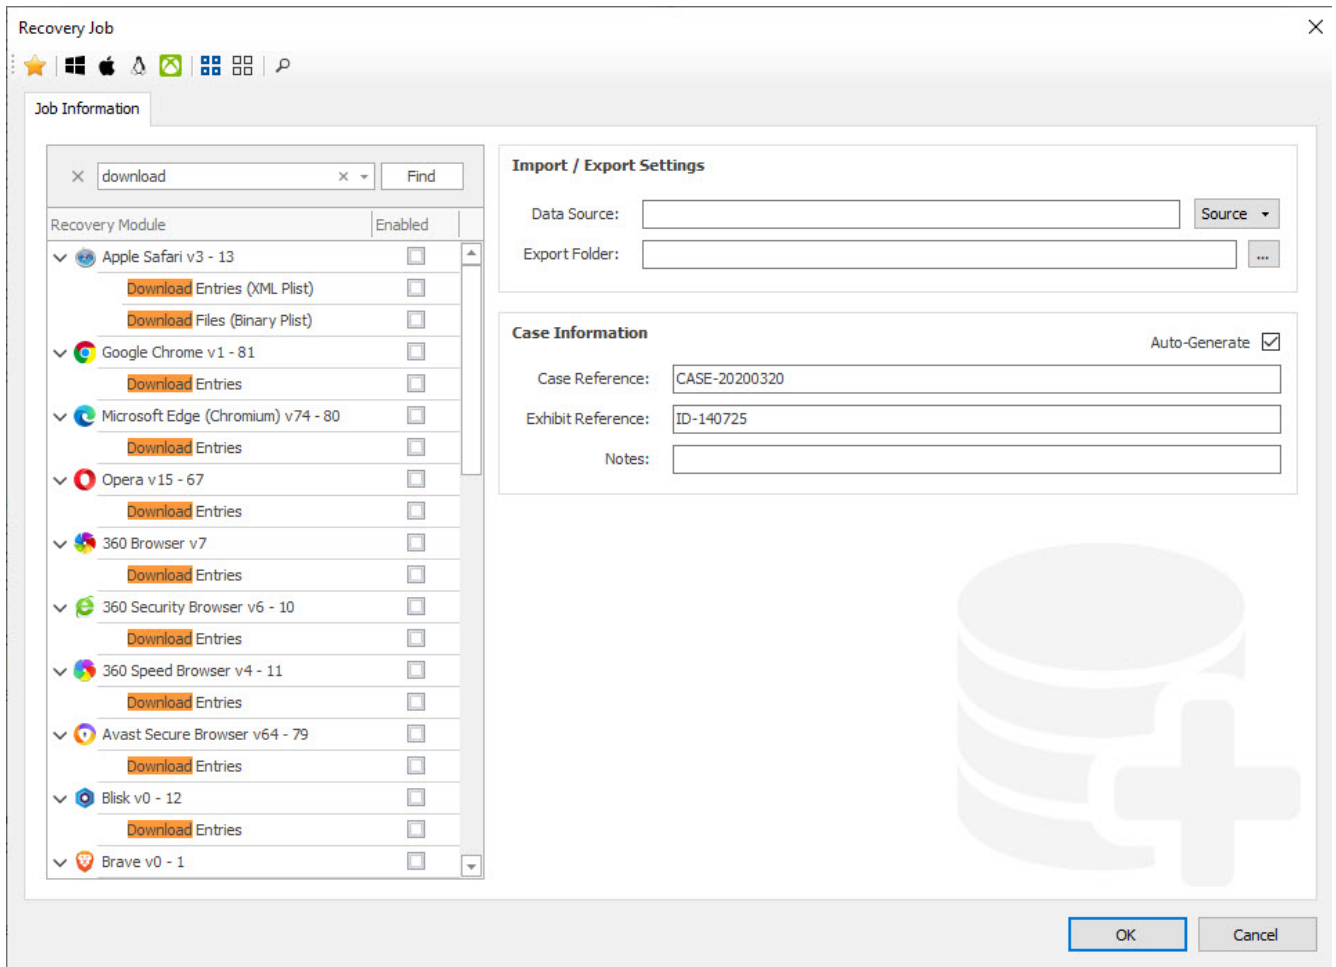 Recovery Job
Job Information
download
Find
Recovery Module Enabled
Apple Safari v3 - 13
Download Entries (XML Plist)
Download Files (Binary Plist)
Google Chrome v1 - 81
Download Entries
Microsoft Edge (Chromium) v74 - 80
Download Entries
Opera v15 - 67
Download Entries
360 Browser v7
Download Entries
360 Security Browser v6 - 10
Download Entries
360 Speed Browser v4 - 11
Download Entries
Avast Secure Browser v64 - 79
Download Entries
Blisk v0 - 12
Download Entries
Brave v0 - 1
Import / Export Settings
Data Source:
Source
Export Folder:
...
Case Information
Auto-Generate
Case Reference: CASE-20200320
Exhibit Reference: ID-140725
Notes:
OK
Cancel